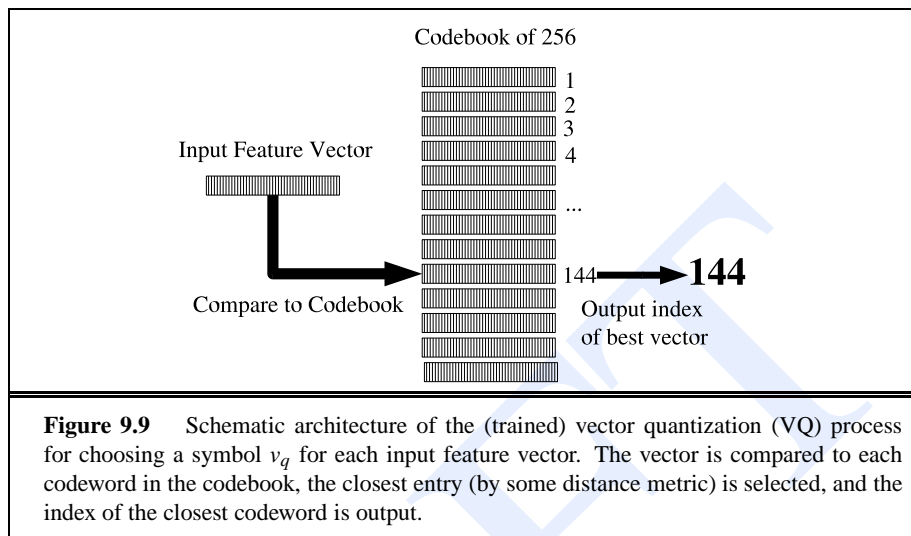 Codebook of 256
1
2
3
Input Feature Vector
4
...
144
144
Compare to Codebook
Output index
of best vector
Figure 9.9 Schematic architecture of the (trained) vector quantization (VQ) process
for choosing a symbol v_q for each input feature vector. The vector is compared to each
codeword in the codebook, the closest entry (by some distance metric) is selected, and the
index of the closest codeword is output.